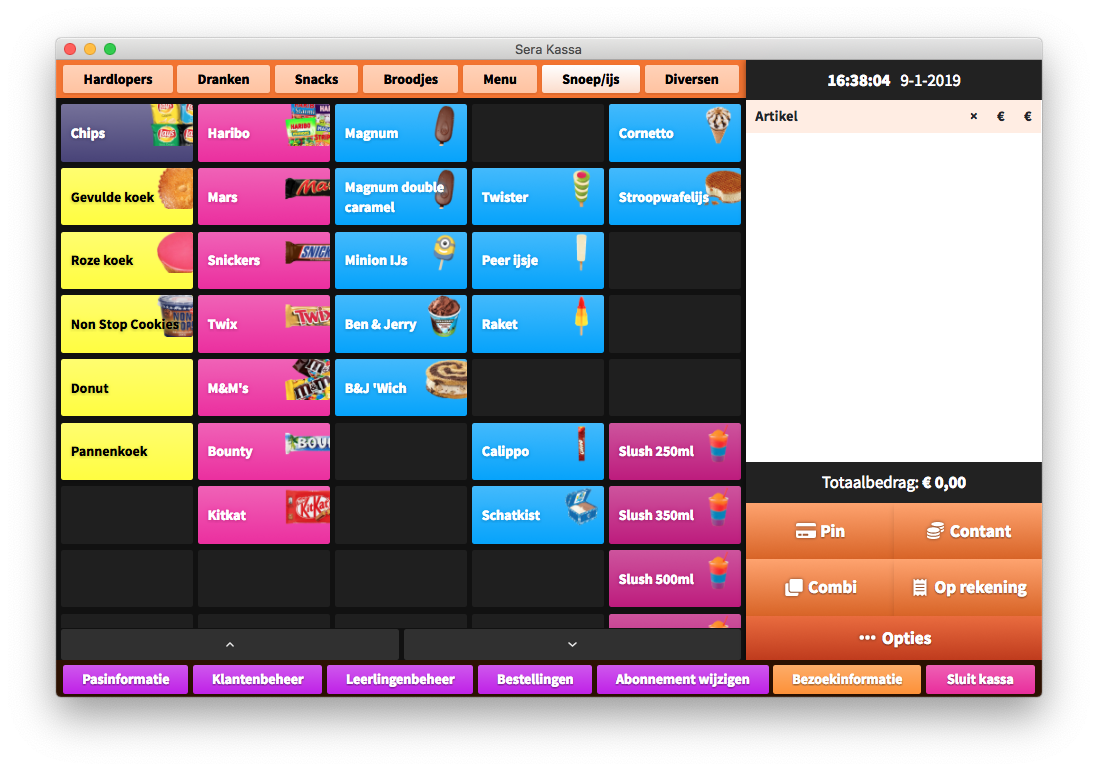 Sera Kassa
Hardlopers
Dranken
Snacks
Broodjes
Menu
Snoep/ijs
Diversen
16:38:04 9-1-2019
Artikel × € €
Chips
Haribo
Magnum
Cornetto
Gevulde koek
Mars
Magnum double
caramel
Twister
Stroopwafelijs
Roze koek
Snickers
Minion IJs
Peer ijsje
Non Stop Cookies
Twix
Ben & Jerry
Raket
Donut
M&M's
B&J 'Wich
Pannenkoek
Bounty
Calippo
Slush 250ml
Kitkat
Schatkist
Slush 350ml
Slush 500ml
Totaalbedrag: € 0,00
Pin
Contant
Combi
Op rekening
Opties
Pasinformatie
Klantenbeheer
Leerlingenbeheer
Bestellingen
Abonnement wijzigen
Bezoekinformatie
Sluit kassa